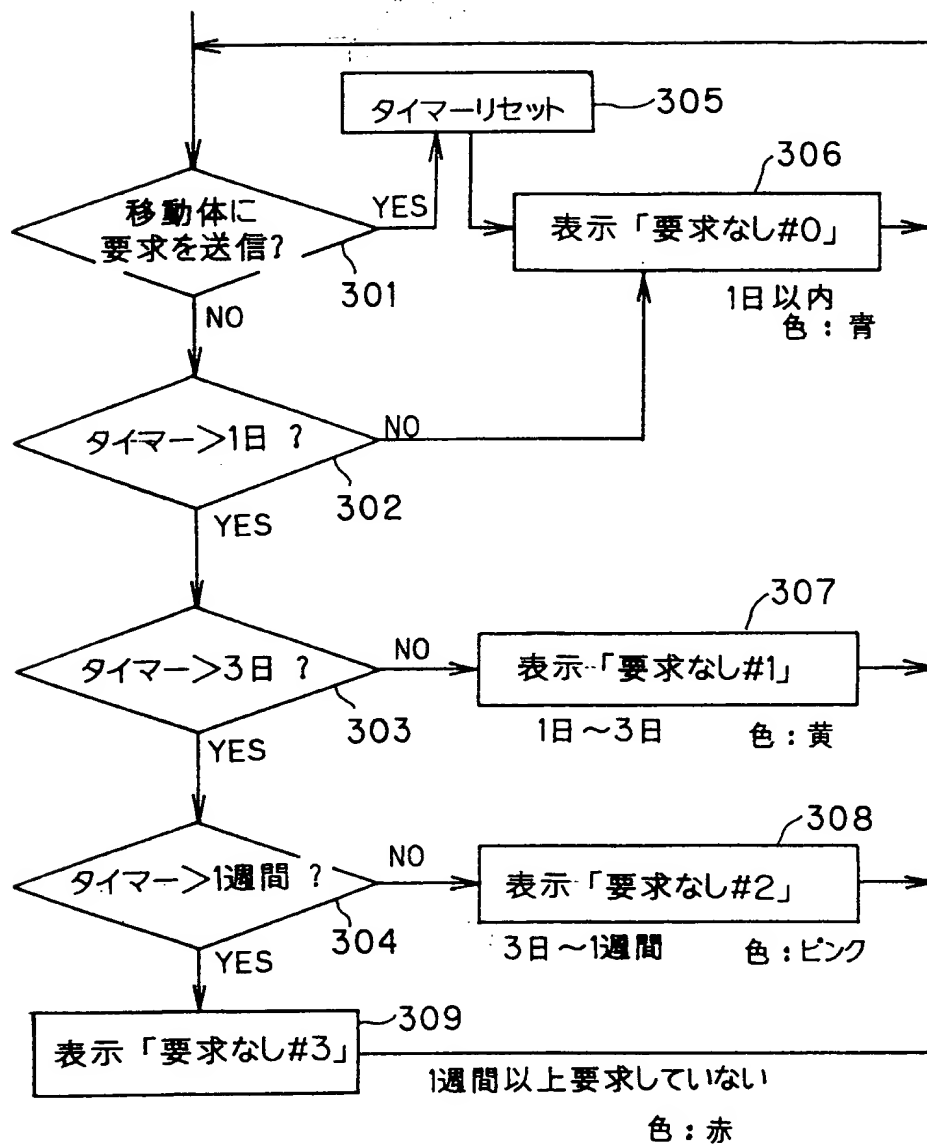 タイマーリセット
305
306
移動体に
要求を送信?
YES
301
表示「要求なし#0」
1日以内
色:青
NO
タイマー>1日 ?
NO
302
YES
307
タイマー>3日 ?
NO
303
表示「要求なし#1」
1日~3日
色:黄
YES
308
タイマー>1週間 ?
NO
304
表示「要求なし#2」
3日~1週間
色:ピンク
YES
309
表示「要求なし#3」
1週間以上要求していない
色:赤